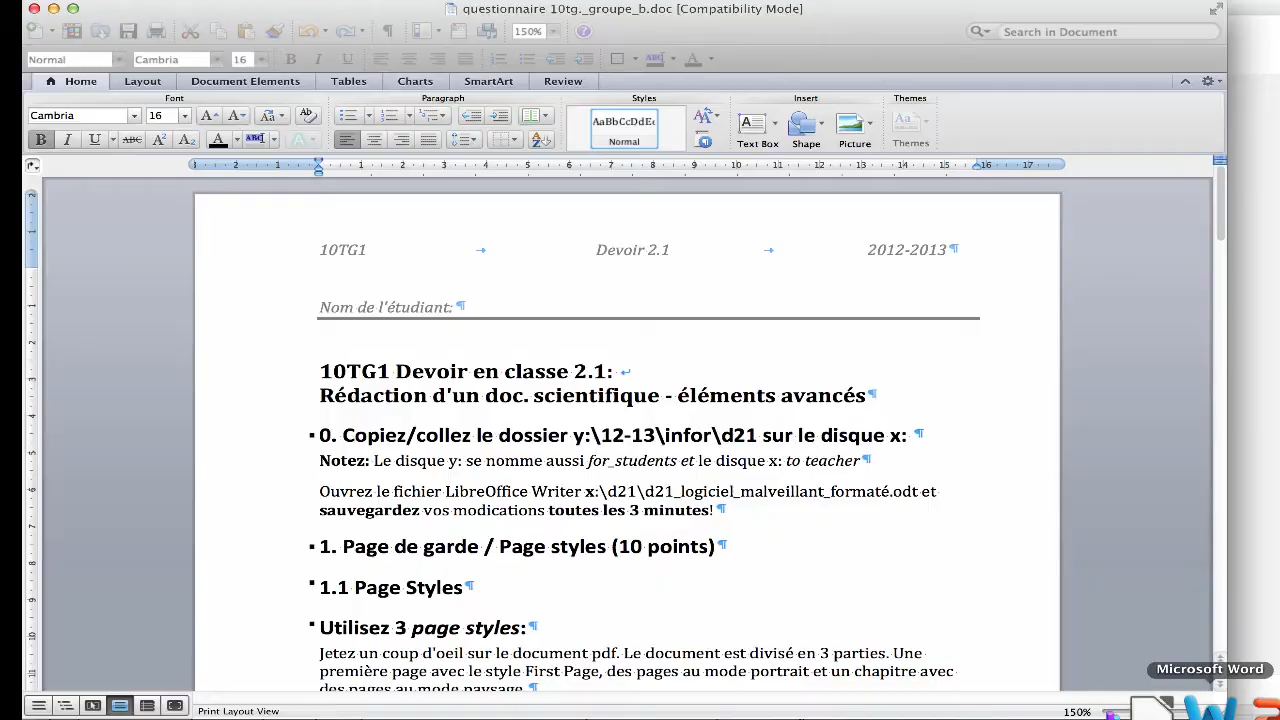 questionnaire 10tg._groupe_b.doc [Compatibility Mode]
150%
Search in Document
Normal
Cambria
16
Home
Layout
Document Elements
Tables
Charts
SmartArt
Review
Font
Paragraph
Styles
Insert
Themes
Cambria
16
AaBbCcDdEe
Normal
Text Box
Shape
Picture
Themes
10TG1 Devoir 2.1 2012-2013
Nom de l'étudiant:
10TG1 Devoir en classe 2.1:
Rédaction d'un doc. scientifique - éléments avancés
0. Copiez/collez le dossier y:\12-13\infor\d21 sur le disque x:
Notez: Le disque y: se nomme aussi for_students et le disque x: to teacher
Ouvrez le fichier LibreOffice Writer x:\d21\d21_logiciel_malveillant_formaté.odt et
sauvegardez vos modications toutes les 3 minutes!
1. Page de garde / Page styles (10 points)
1.1 Page Styles
Utilisez 3 page styles:
Jetez un coup d'oeil sur le document pdf. Le document est divisé en 3 parties. Une
première page avec le style First Page, des pages au mode portrait et un chapitre avec
des pages au mode paysage.
Microsoft Word
Print Layout View
150%